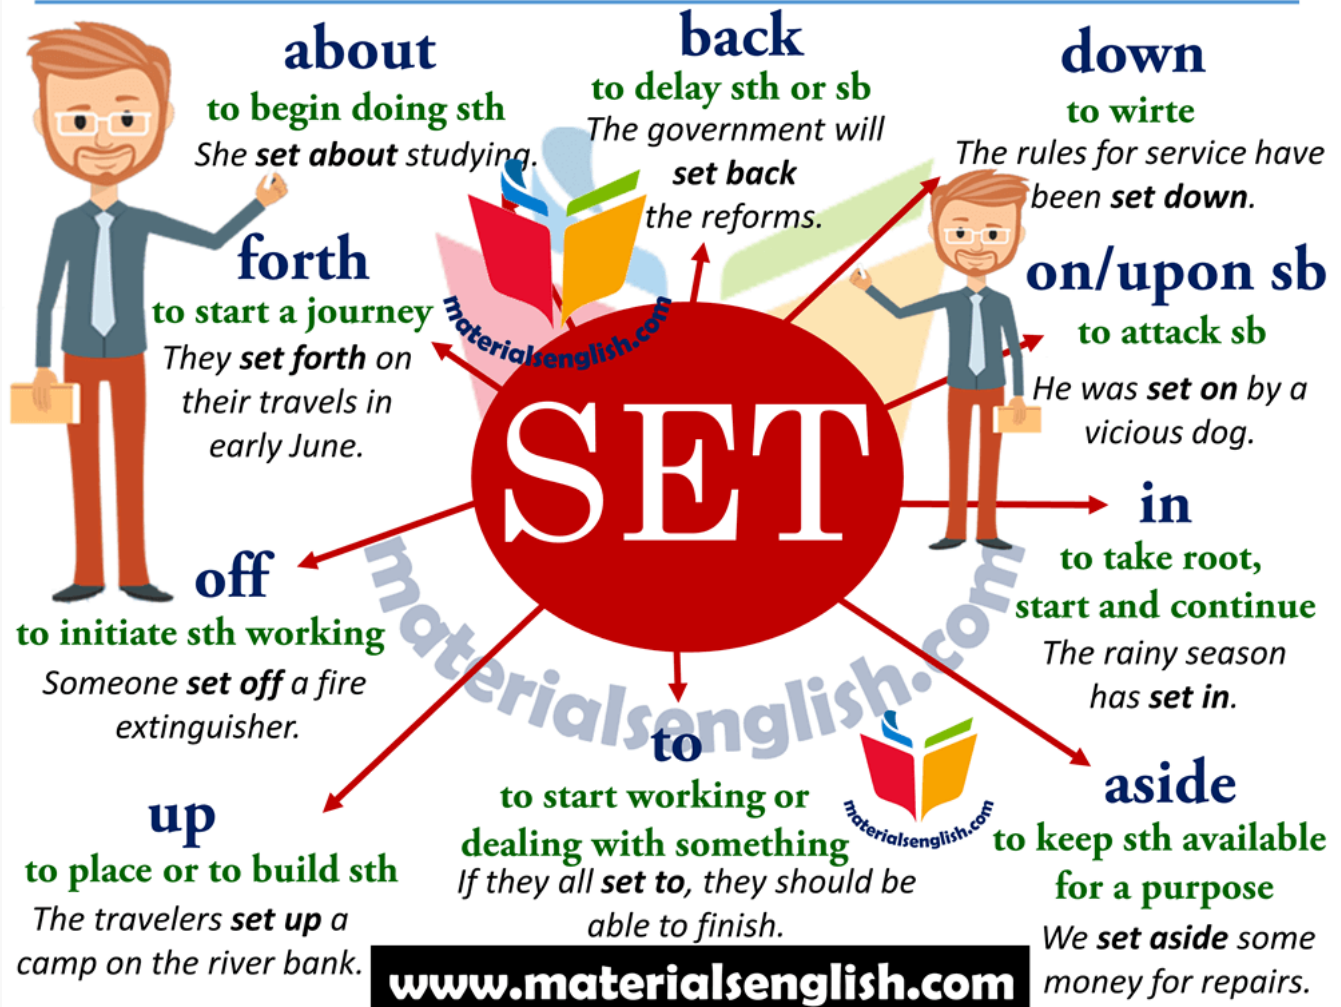 about
to begin doing sth
She set about studying.
back
to delay sth or sb
The government will
set back
the reforms.
down
to wirte
The rules for service have
been set down.
forth
to start a journey
They set forth on
their travels in
early June.
materialsenglish.com
on/upon sb
to attack sb
He was set on by a
vicious dog.
SET
in
to take root,
start and continue
The rainy season
has set in.
off
to initiate sth working
Someone set off a fire
extinguisher.
materialsenglish.com
up
to place or to build sth
The travelers set up a
camp on the river bank.
to
to start working or
dealing with something
If they all set to, they should be
able to finish.
materialsenglish.com
aside
to keep sth available
for a purpose
We set aside some
money for repairs.
www.materialsenglish.com